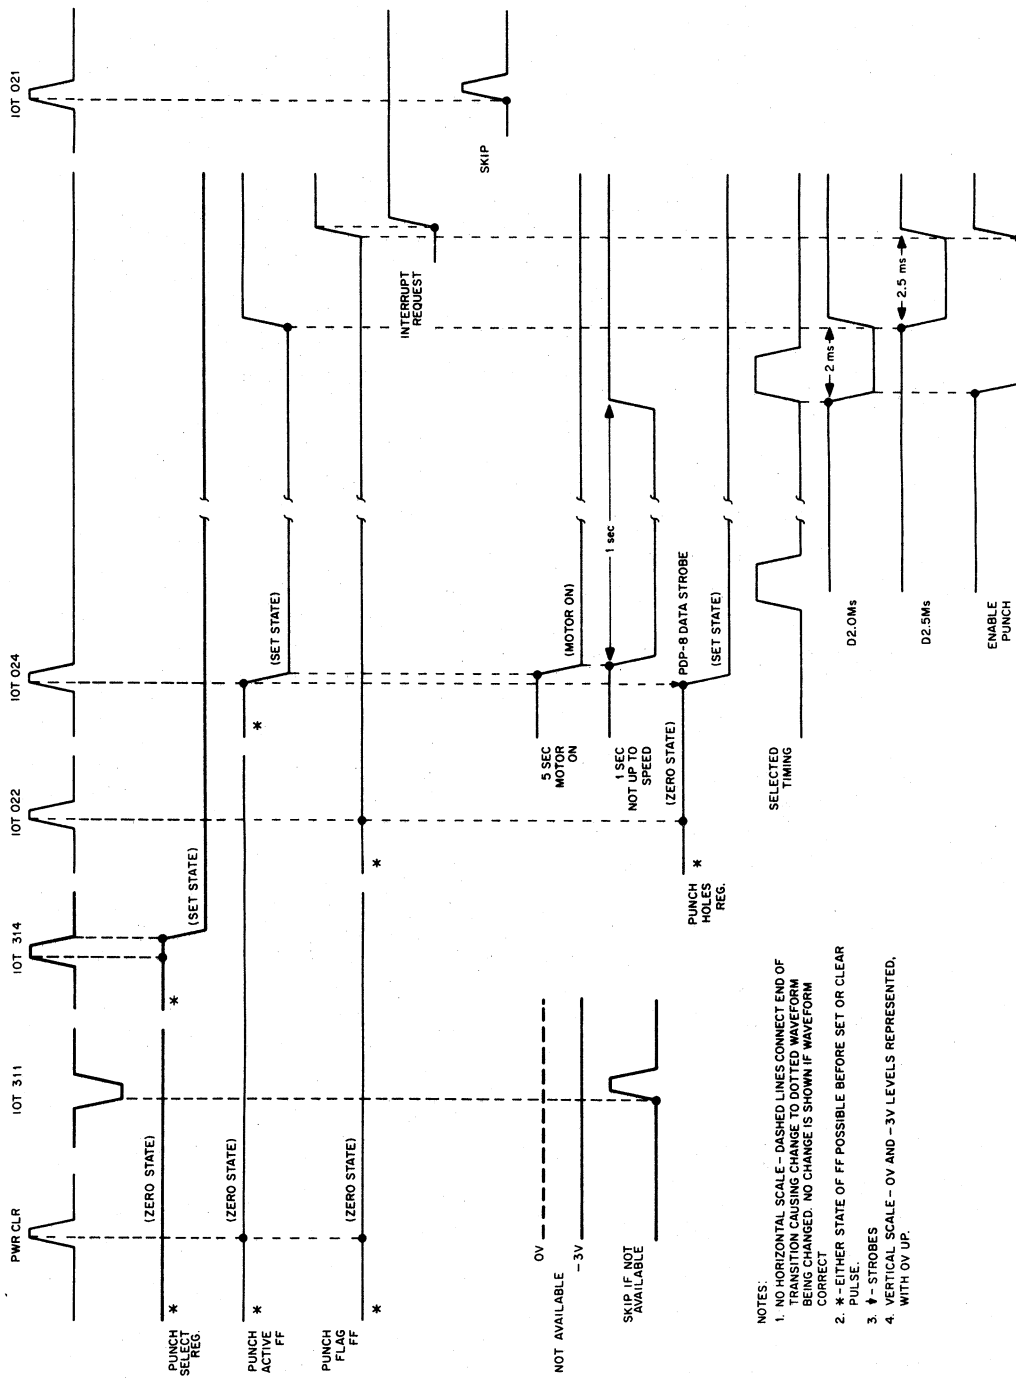 PWR CLR
IOT 311
IOT 314
IOT 022
IOT 024
IOT 021
PUNCH
SELECT
REG.
*
(ZERO STATE)
*
(SET STATE)
PUNCH
ACTIVE
FF
*
(ZERO STATE)
*
(SET STATE)
PUNCH
FLAG
FF
*
(ZERO STATE)
*
INTERRUPT
REQUEST
SKIP
NOT AVAILABLE
0V
-3V
5 SEC
MOTOR
ON
(MOTOR ON)
SKIP IF NOT
AVAILABLE
1 SEC
NOT UP TO
SPEED
1 sec
PUNCH
HOLES
REG.
*
(ZERO STATE)
PDP-8 DATA STROBE
(SET STATE)
SELECTED
TIMING
D2.0Ms
2 ms
D2.5Ms
2.5 ms
ENABLE
PUNCH
NOTES:
1. NO HORIZONTAL SCALE - DASHED LINES CONNECT END OF
TRANSITION CAUSING CHANGE TO DOTTED WAVEFORM
BEING CHANGED. NO CHANGE IS SHOWN IF WAVEFORM
CORRECT
2. * - EITHER STATE OF FF POSSIBLE BEFORE SET OR CLEAR
PULSE.
3. - STROBES
4. VERTICAL SCALE - 0V AND -3V LEVELS REPRESENTED,
WITH 0V UP.